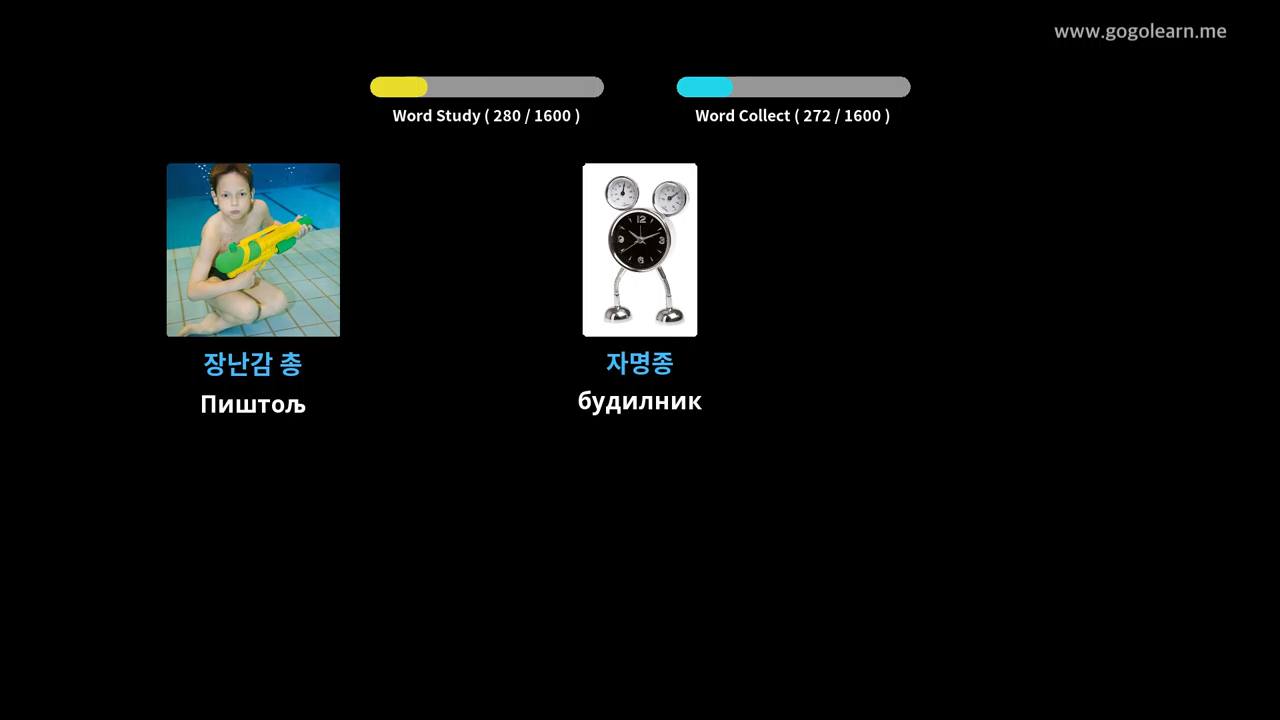 www.gogolearn.me
Word Study ( 280 / 1600 )
Word Collect ( 272 / 1600 )
장난감 총
Пиштољ
자명종
будилник